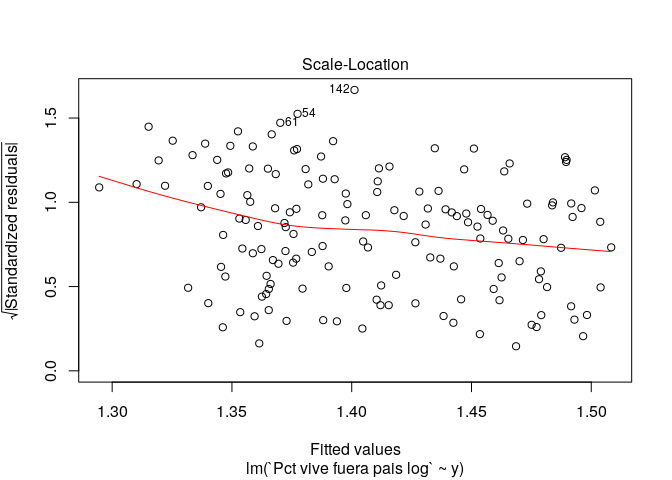 Scale-Location
√|Standardized residuals|
1.5
1.0
0.5
0.0
142
54
61
1.30 1.35 1.40 1.45 1.50
Fitted values
lm(`Pct vive fuera pais log` ~ y)